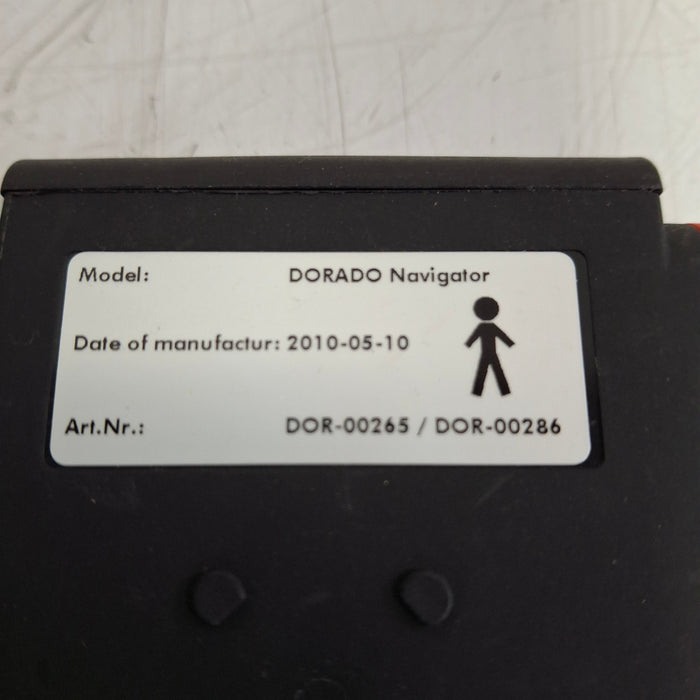 Model: DORADO Navigator
Date of manufactur: 2010-05-10
Art.Nr.: DOR-00265 / DOR-00286